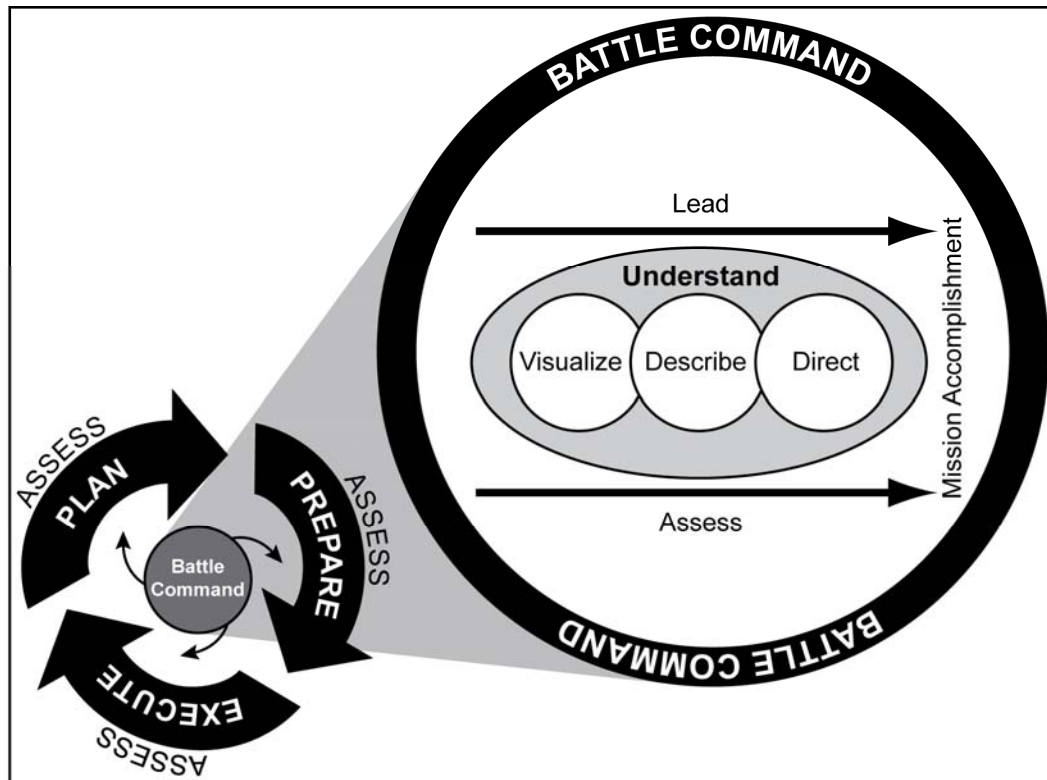 BATTLE COMMAND
Lead
Understand
Visualize
Describe
Direct
Mission Accomplishment
Assess
BATTLE COMMAND
ASSESS
PLAN
PREPARE
ASSESS
Battle
Command
EXECUTE
ASSESS